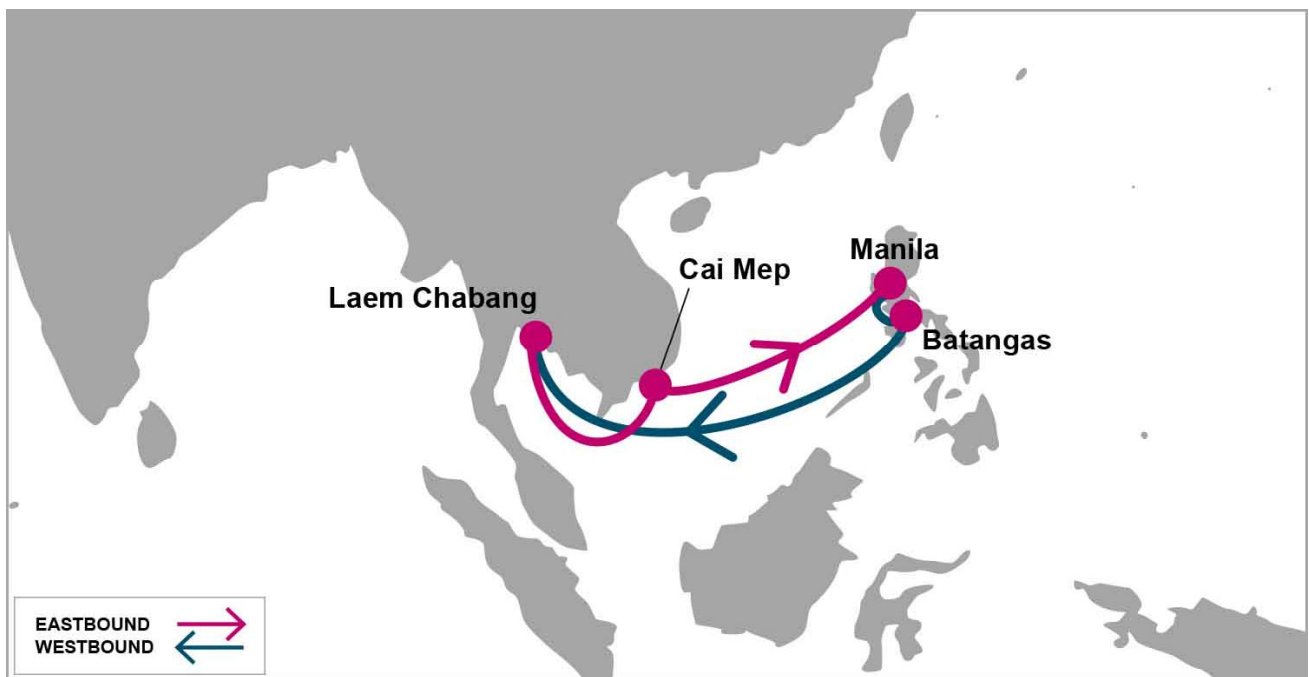 Manila
Cai Mep
Laem Chabang
Batangas
EASTBOUND
WESTBOUND